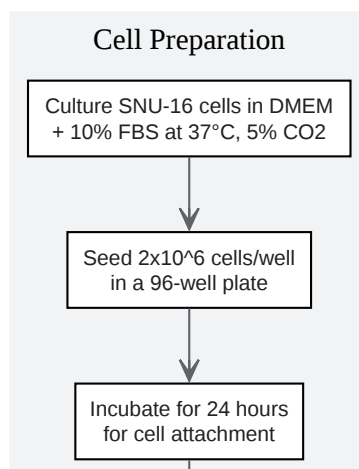 Cell Preparation
Culture SNU-16 cells in DMEM
+ 10% FBS at 37°C, 5% CO2
Seed 2x10^6 cells/well
in a 96-well plate
Incubate for 24 hours
for cell attachment